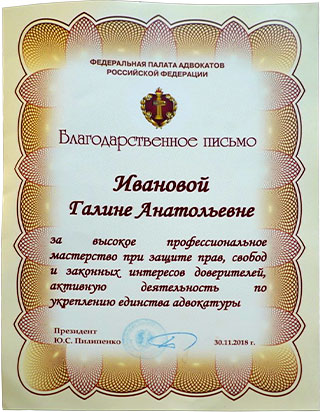 ФЕДЕРАЛЬНАЯ ПАЛАТА АДВОКАТОВ
РОССИЙСКОЙ ФЕДЕРАЦИИ
Благодарственное письмо
Ивановой
Галине Анатольевне
за высокое профессиональное
мастерство при защите прав, свобод
и законных интересов доверителей,
активную деятельность по
укреплению единства адвокатуры
Президент
Ю.С. Пилипенко
30.11.2018 г.